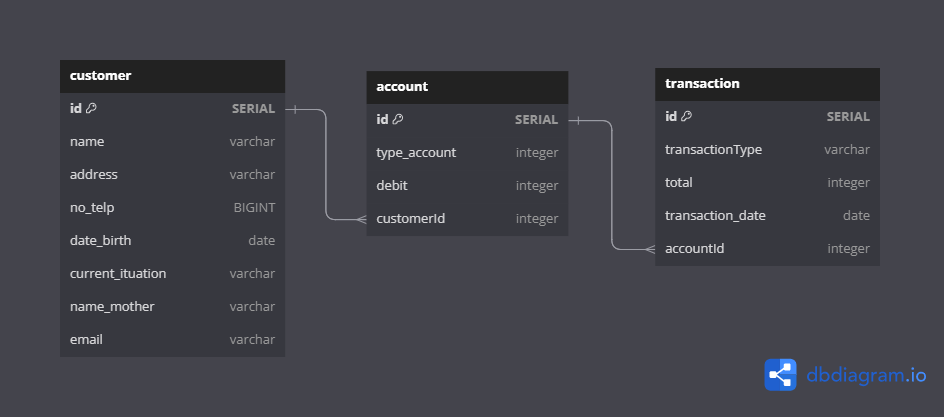 customer
id SERIAL
name varchar
address varchar
no_telp BIGINT
date_birth date
current_ituation varchar
name_mother varchar
email varchar
account
id SERIAL
type_account integer
debit integer
customerId integer
transaction
id SERIAL
transactionType varchar
total integer
transaction_date date
accountId integer
dbdiagram.io